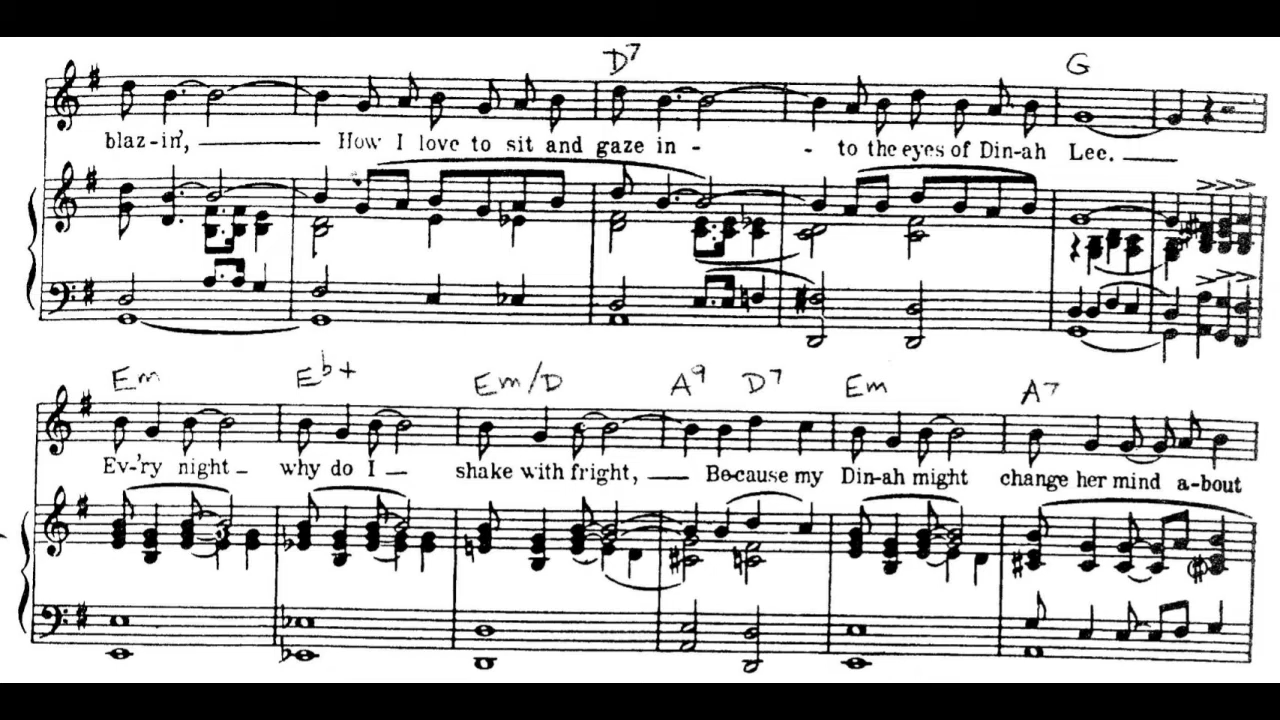 D7 G
blaz-in', How I love to sit and gaze in - - to the eyes of Din-ah Lee.
Em Eb+ Em/D A9 D7 Em A7
Ev-'ry night why do I shake with fright, Because my Din-ah might change her mind a-bout